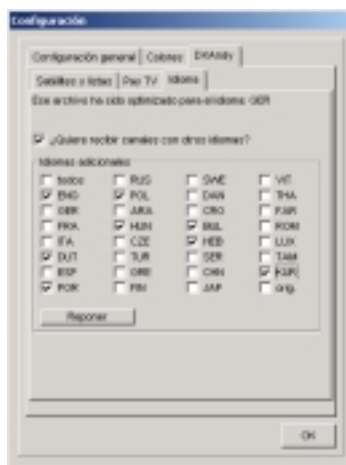 Configuración
Configuración general Colores DXAndy
Satélites o listas Pay TV Idioma
Ese archivo ha sido optimizado para el idioma: GER
¿Quiere recibir canales con otros idiomas?
Idiomas adicionales
todos RUS SWE VIT
ENG POL DAN THA
GER ARA CRO FAR
FRA HUN BUL ROM
ITA CZE HEB LUX
DUT TUR SER TAM
ESP GRE CHN KUR
POR FIN JAP orig.
Reponer
OK